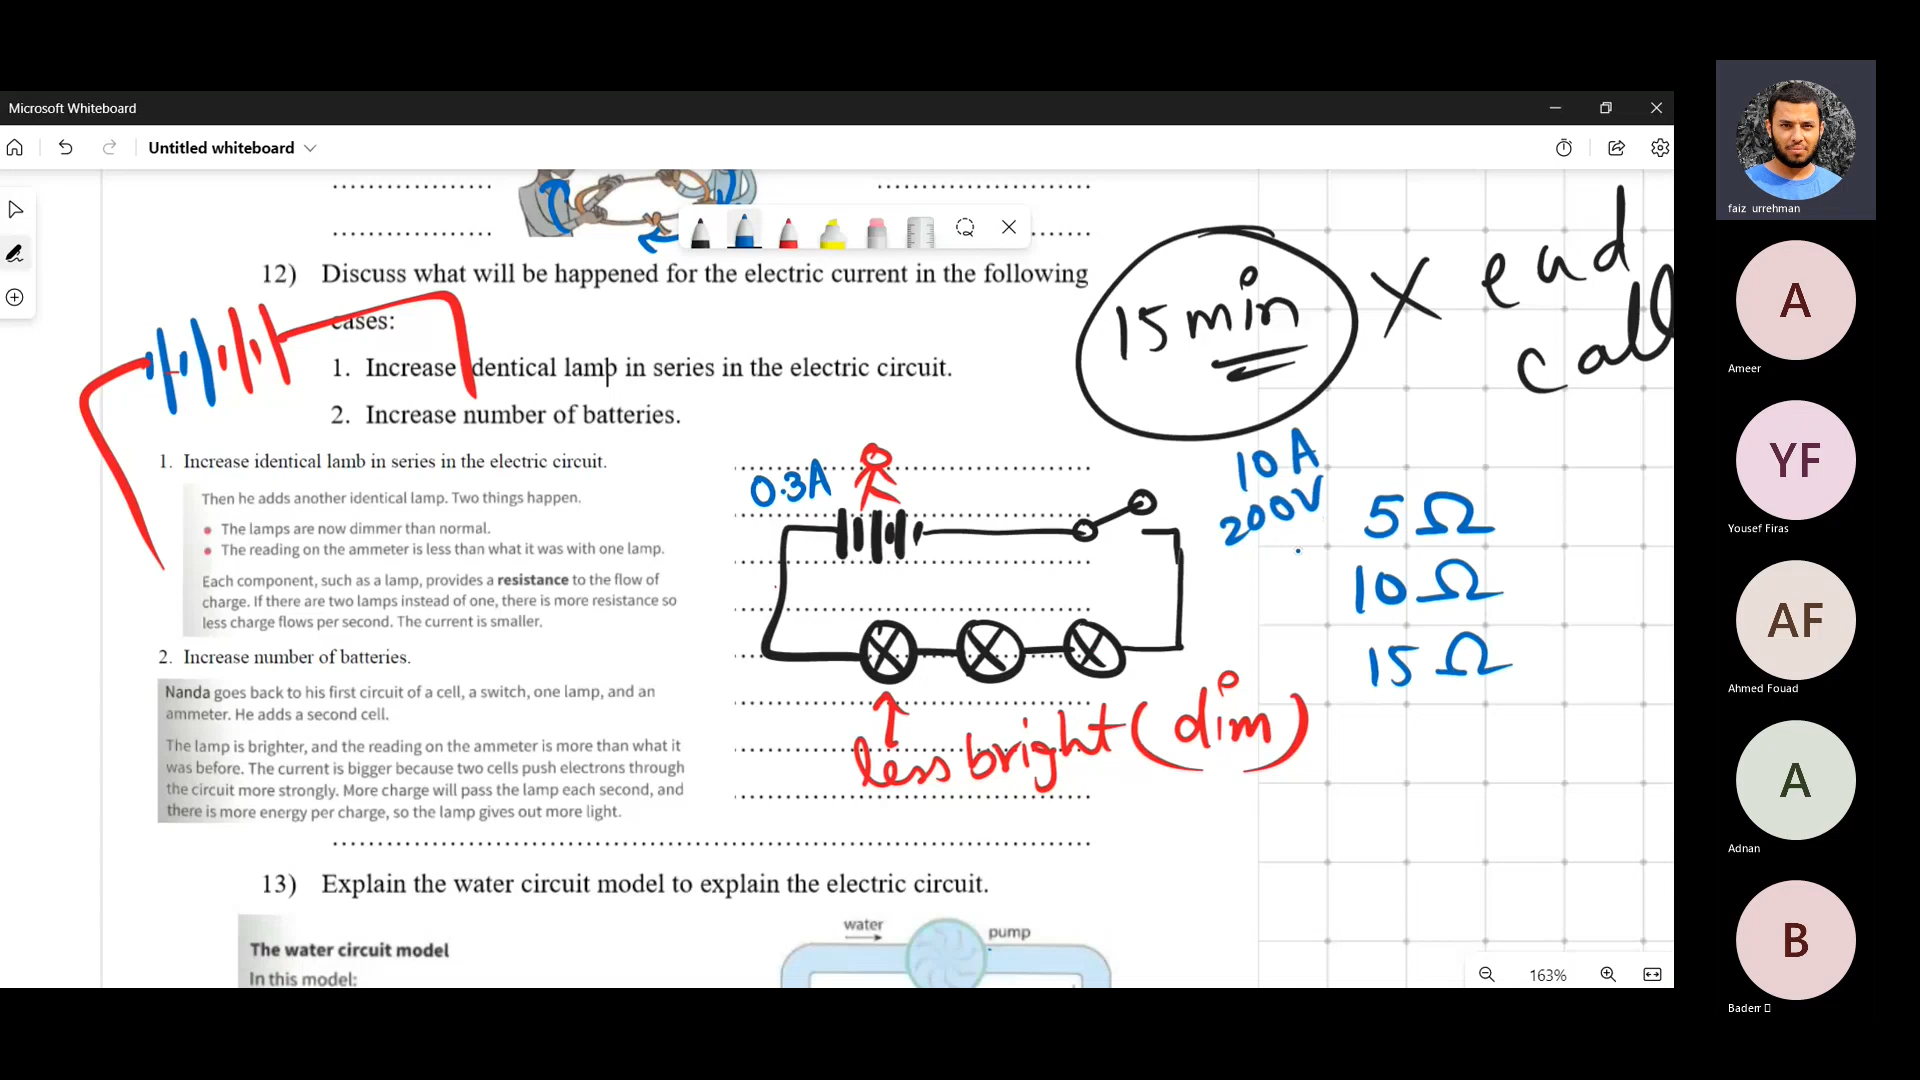 Microsoft Whiteboard
Untitled whiteboard
12) Discuss what will be happened for the electric current in the following
cases:
1. Increase identical lamp in series in the electric circuit.
2. Increase number of batteries.
15 min X end
call
1. Increase identical lamb in series in the electric circuit.
Then he adds another identical lamp. Two things happen.
• The lamps are now dimmer than normal.
• The reading on the ammeter is less than what it was with one lamp.
Each component, such as a lamp, provides a resistance to the flow of
charge. If there are two lamps instead of one, there is more resistance so
less charge flows per second. The current is smaller.
2. Increase number of batteries.
Nanda goes back to his first circuit of a cell, a switch, one lamp, and an
ammeter. He adds a second cell.
The lamp is brighter, and the reading on the ammeter is more than what it
was before. The current is bigger because two cells push electrons through
the circuit more strongly. More charge will pass the lamp each second, and
there is more energy per charge, so the lamp gives out more light.
0.3A
10 A
200V
5 Ω
10 Ω
15 Ω
less bright (dim)
13) Explain the water circuit model to explain the electric circuit.
The water circuit model
In this model:
water
pump
163%
faiz urrehman
A
Ameer
YF
Yousef Firas
AF
Ahmed Fouad
A
Adnan
B
Baderr